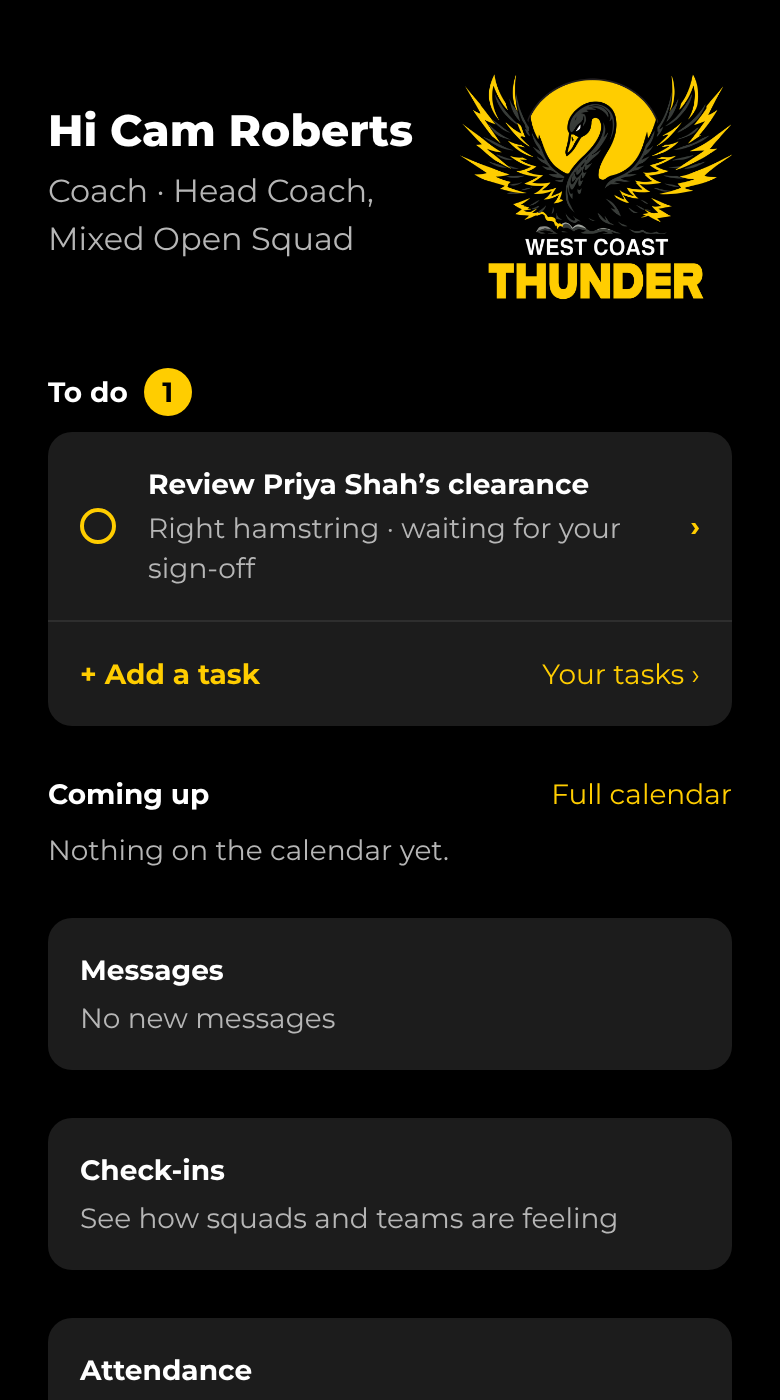 Hi Cam Roberts
Coach · Head Coach,
Mixed Open Squad
WEST COAST
THUNDER
To do 1
Review Priya Shah’s clearance
Right hamstring · waiting for your
sign-off
›
+ Add a task
Your tasks ›
Coming up
Full calendar
Nothing on the calendar yet.
Messages
No new messages
Check-ins
See how squads and teams are feeling
Attendance